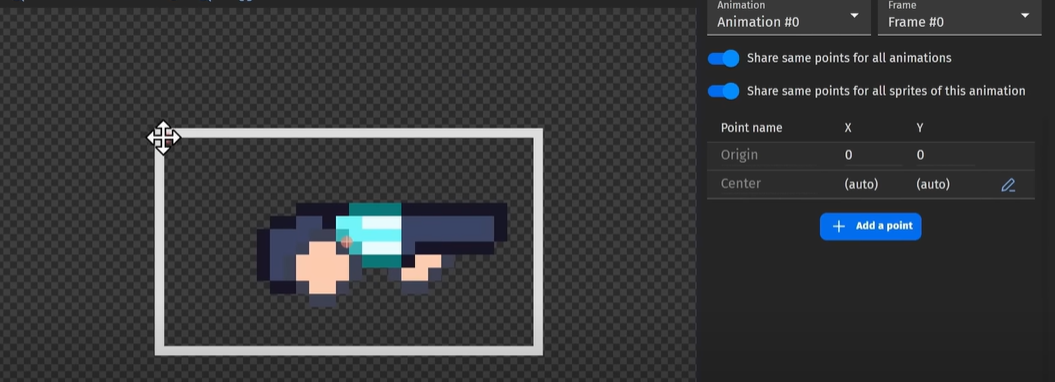 Animation
Animation #0
Frame
Frame #0
Share same points for all animations
Share same points for all sprites of this animation
Point name X Y
Origin 0 0
Center (auto) (auto)
Add a point